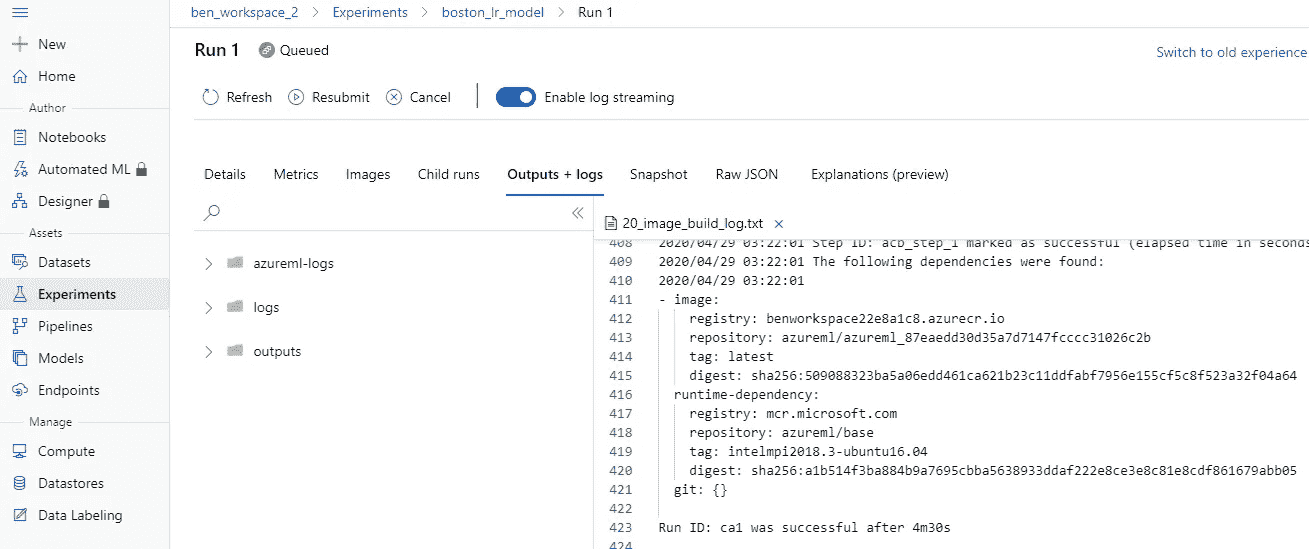 ben_workspace_2 > Experiments > boston_lr_model > Run 1
New
Home
Author
Notebooks
Automated ML
Designer
Assets
Datasets
Experiments
Pipelines
Models
Endpoints
Manage
Compute
Datastores
Data Labeling
Run 1 Queued
Switch to old experience
Refresh Resubmit Cancel Enable log streaming
Details Metrics Images Child runs Outputs + logs Snapshot Raw JSON Explanations (preview)
azureml-logs
logs
outputs
20_image_build_log.txt
408 2020/04/29 03:22:01 Step ID: acb_step_1 marked as successful (elapsed time in seconds
409 2020/04/29 03:22:01 The following dependencies were found:
410 2020/04/29 03:22:01
411 - image:
412 registry: benworkspace22e8a1c8.azurecr.io
413 repository: azureml/azureml_87eaedd30d35a7d7147fcccc31026c2b
414 tag: latest
415 digest: sha256:509088323ba5a06edd461ca621b23c11ddfabf7956e155cf5c8f523a32f04a64
416 runtime-dependency:
417 registry: mcr.microsoft.com
418 repository: azureml/base
419 tag: intelmpi2018.3-ubuntu16.04
420 digest: sha256:a1b514f3ba884b9a7695cbba5638933ddaf222e8ce3e8c81e8cdf861679abb05
421 git: {}
422
423 Run ID: ca1 was successful after 4m30s
424